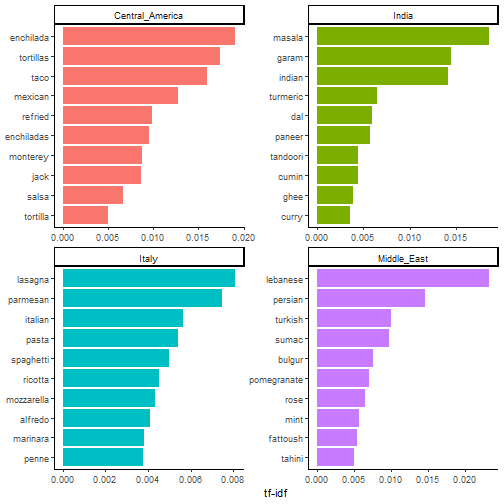 Central_America
enchilada
tortillas
taco
mexican
refried
enchiladas
monterey
jack
salsa
tortilla
0.000 0.005 0.010 0.015 0.020
India
masala
garam
indian
turmeric
dal
paneer
tandoori
cumin
ghee
curry
0.000 0.005 0.010 0.015
Italy
lasagna
parmesan
italian
pasta
spaghetti
ricotta
mozzarella
alfredo
marinara
penne
0.000 0.002 0.004 0.006 0.008
Middle_East
lebanese
persian
turkish
sumac
bulgur
pomegranate
rose
mint
fattoush
tahini
0.000 0.005 0.010 0.015 0.020
tf-idf